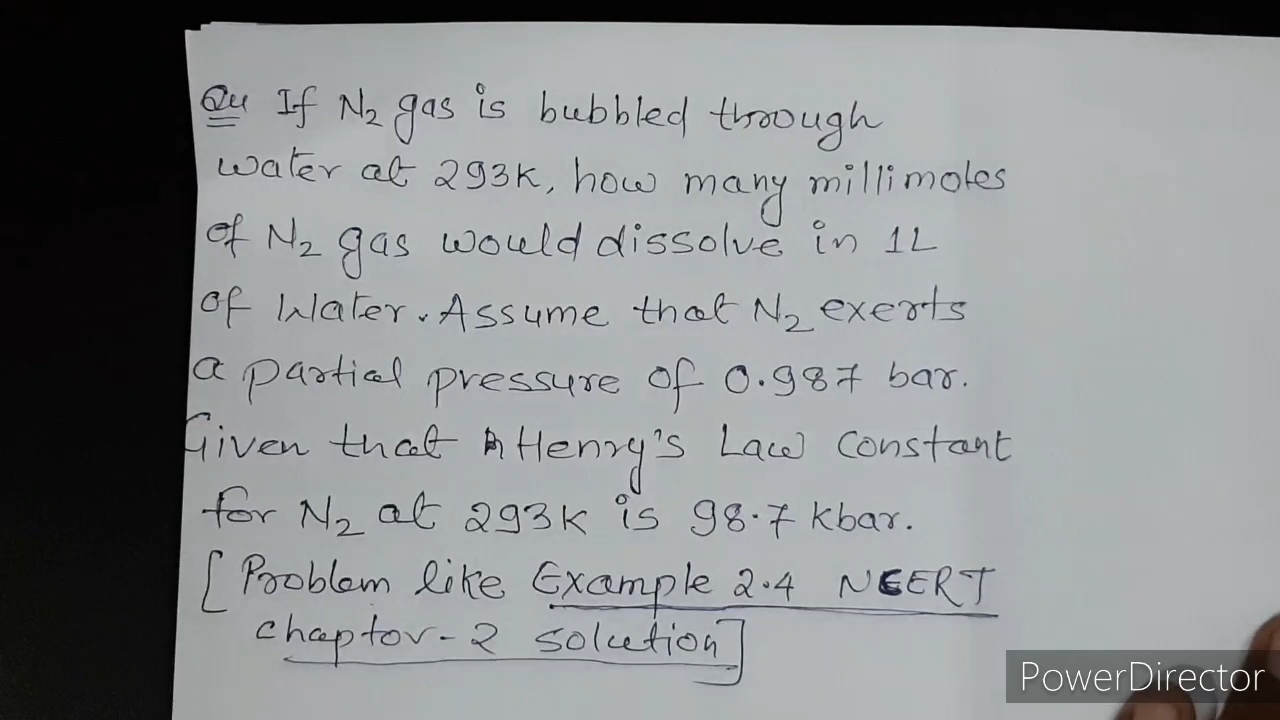 Qu If N2 gas is bubbled through
water at 293K, how many millimoles
of N2 gas would dissolve in 1L
of Water. Assume that N2 exerts
a partial pressure of 0.987 bar.
Given that Henry's Law constant
for N2 at 293K is 98.7 kbar.
[Problem like Example 2.4 NCERT
chaptor-2 solution]
PowerDirector